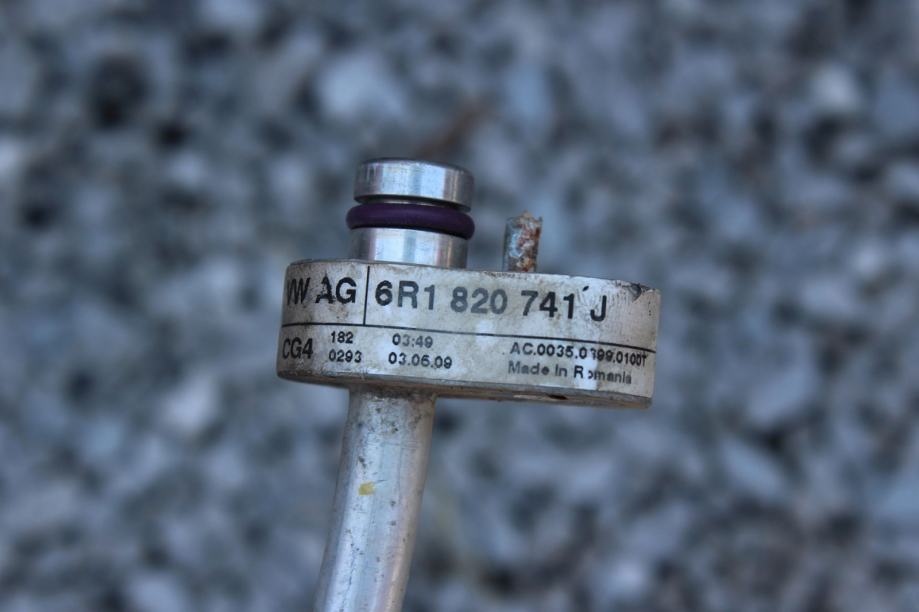 VW AG 6R1 820 741 J
CG4 182 03:49 AC.0035.0399.0100T
0293 03.06.09 Made In Romania